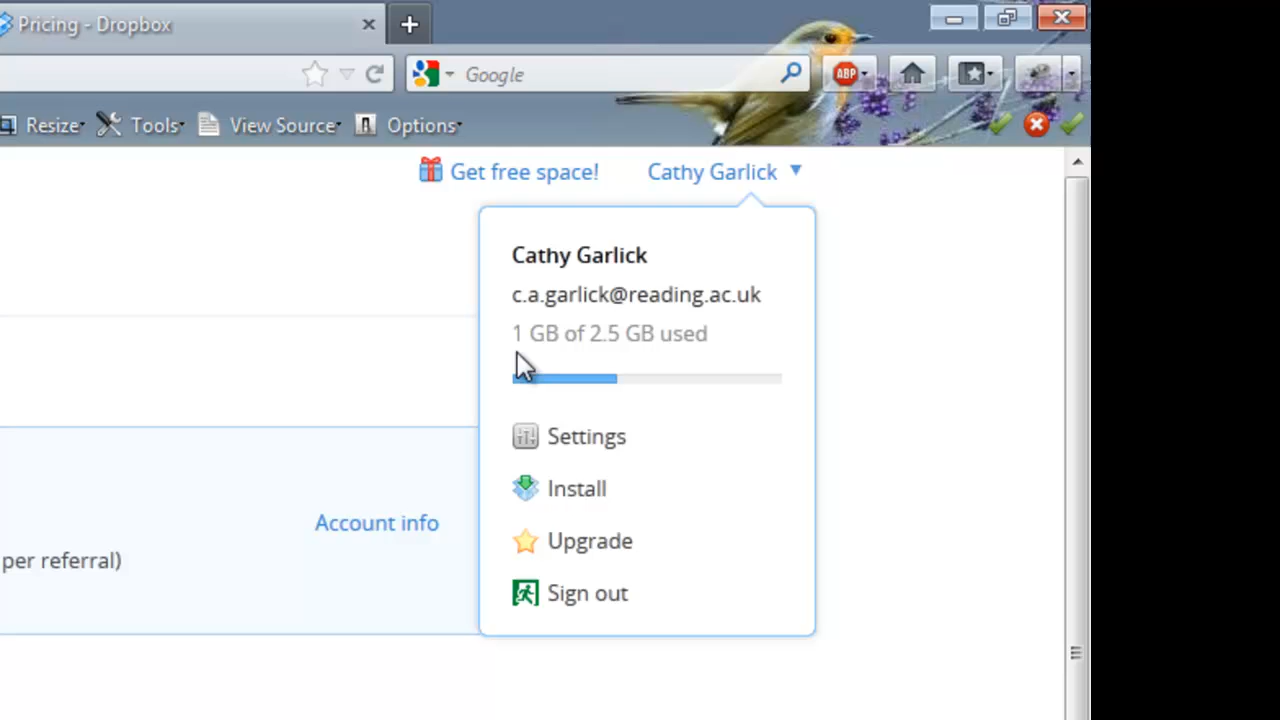 Pricing - Dropbox
Google
ABP
Resize
Tools
View Source
Options
Get free space!
Cathy Garlick
Cathy Garlick
c.a.garlick@reading.ac.uk
1 GB of 2.5 GB used
Settings
Install
Account info
Upgrade
per referral)
Sign out